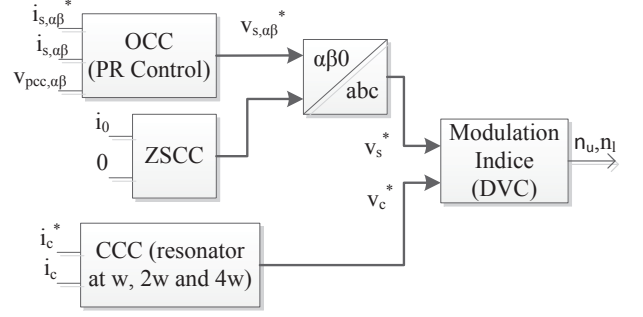 i_{s,αβ}^*
i_{s,αβ}
v_{pcc,αβ}
OCC
(PR Control)
v_{s,αβ}^*
αβ0
abc
i_0
0
ZSCC
v_s^*
v_c^*
Modulation
Indice
(DVC)
n_u,n_l
i_c^*
i_c
CCC (resonator
at w, 2w and 4w)